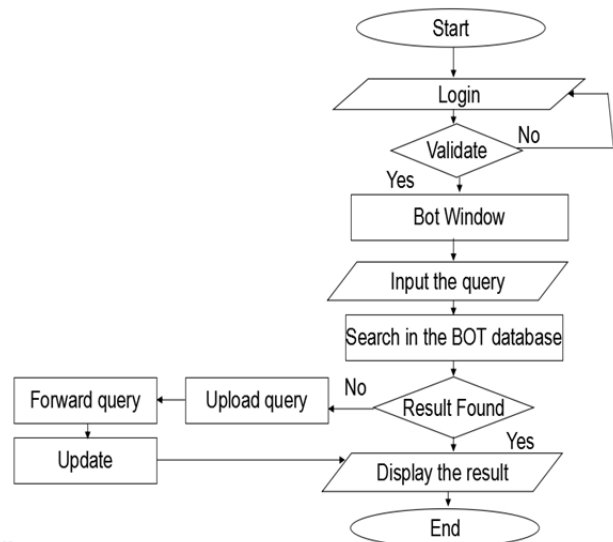 Start
Login
No
Validate
Yes
Bot Window
Input the query
Search in the BOT database
No
Forward query
Upload query
Result Found
Yes
Update
Display the result
End